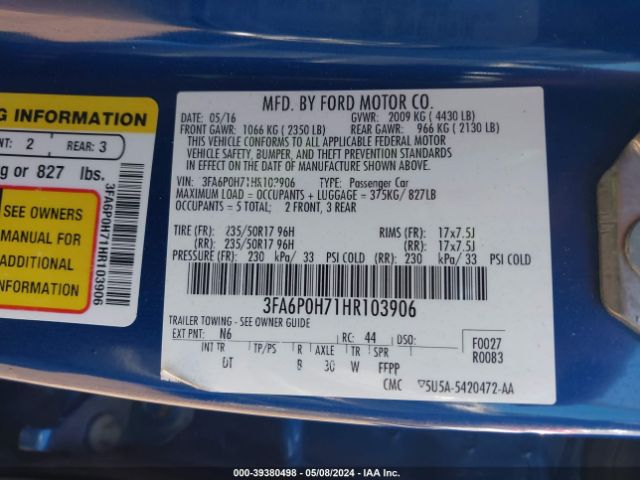 MFD. BY FORD MOTOR CO.
DATE: 05/16 GVWR: 2009 KG ( 4430 LB)
FRONT GAWR: 1066 KG ( 2350 LB) REAR GAWR: 966 KG ( 2130 LB)
THIS VEHICLE CONFORMS TO ALL APPLICABLE FEDERAL MOTOR
VEHICLE SAFETY, BUMPER, AND THEFT PREVENTION STANDARDS
IN EFFECT ON THE DATE OF MANUFACTURE SHOWN ABOVE.
VIN: 3FA6P0H71HR103906 TYPE: Passenger Car
MAXIMUM LOAD = OCCUPANTS + LUGGAGE = 375KG/ 827LB
OCCUPANTS = 5 TOTAL; 2 FRONT, 3 REAR
TIRE (FR): 235/50R17 96H RIMS (FR): 17x7.5J
(RR): 235/50R17 96H (RR): 17x7.5J
PRESSURE (FR): 230 kPa/ 33 PSI COLD (RR): 230 kPa/ 33 PSI COLD
3FA6P0H71HR103906
TRAILER TOWING - SEE OWNER GUIDE
EXT PNT: N6 RC: 44 DSO:
F0027
R0083
INT TR TP/PS R AXLE TR SPR
DT B 30 W FFPP
CMC 5U5A-5420472-AA
G INFORMATION
NT: 2 REAR: 3
g or 827 lbs.
SEE OWNERS
MANUAL FOR
ADDITIONAL
INFORMATION
3FA6P0H71HR103906
000-39380498 - 05/08/2024 - IAA Inc.